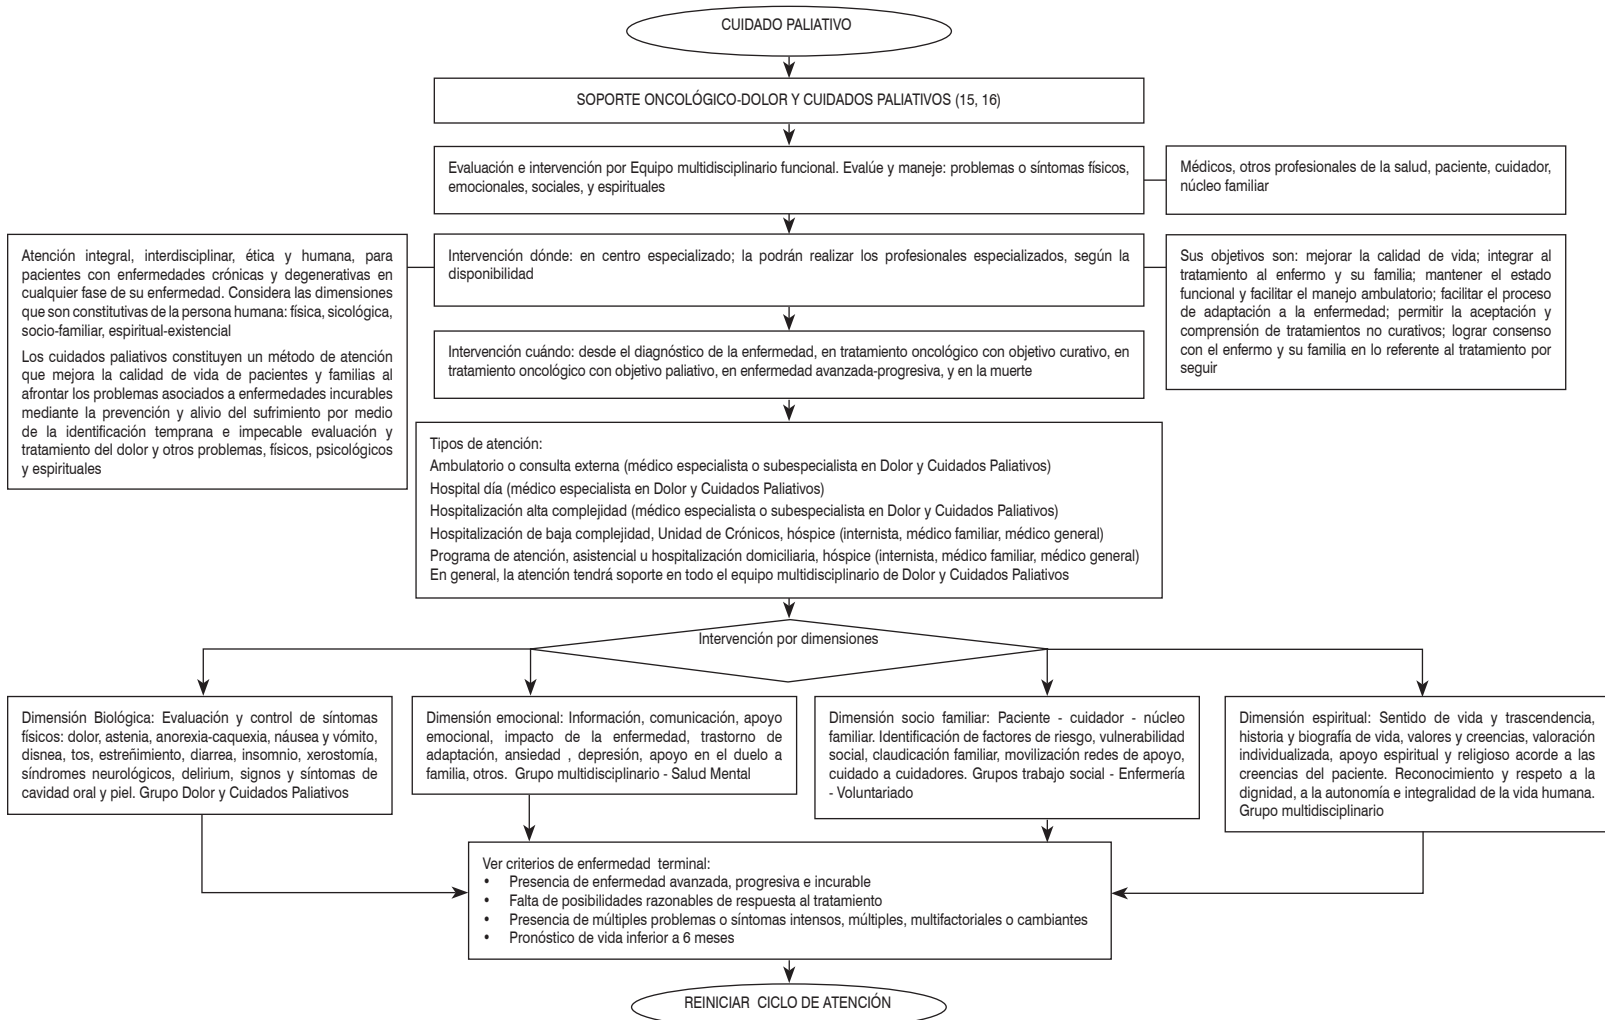 CUIDADO PALIATIVO
SOPORTE ONCOLÓGICO-DOLOR Y CUIDADOS PALIATIVOS (15, 16)
Evaluación e intervención por Equipo multidisciplinario funcional. Evalúe y maneje: problemas o síntomas físicos,
emocionales, sociales, y espirituales
Médicos, otros profesionales de la salud, paciente, cuidador,
núcleo familiar
Atención integral, interdisciplinar, ética y humana, para
pacientes con enfermedades crónicas y degenerativas en
cualquier fase de su enfermedad. Considera las dimensiones
que son constitutivas de la persona humana: física, sicológica,
socio-familiar, espiritual-existencial
Los cuidados paliativos constituyen un método de atención
que mejora la calidad de vida de pacientes y familias al
afrontar los problemas asociados a enfermedades incurables
mediante la prevención y alivio del sufrimiento por medio
de la identificación temprana e impecable evaluación y
tratamiento del dolor y otros problemas, físicos, psicológicos
y espirituales
Intervención dónde: en centro especializado; la podrán realizar los profesionales especializados, según la
disponibilidad
Sus objetivos son: mejorar la calidad de vida; integrar al
tratamiento al enfermo y su familia; mantener el estado
funcional y facilitar el manejo ambulatorio; facilitar el proceso
de adaptación a la enfermedad; permitir la aceptación y
comprensión de tratamientos no curativos; lograr consenso
con el enfermo y su familia en lo referente al tratamiento por
seguir
Intervención cuándo: desde el diagnóstico de la enfermedad, en tratamiento oncológico con objetivo curativo, en
tratamiento oncológico con objetivo paliativo, en enfermedad avanzada-progresiva, y en la muerte
Tipos de atención:
Ambulatorio o consulta externa (médico especialista o subespecialista en Dolor y Cuidados Paliativos)
Hospital día (médico especialista en Dolor y Cuidados Paliativos)
Hospitalización alta complejidad (médico especialista o subespecialista en Dolor y Cuidados Paliativos)
Hospitalización de baja complejidad, Unidad de Crónicos, hóspice (internista, médico familiar, médico general)
Programa de atención, asistencial u hospitalización domiciliaria, hóspice (internista, médico familiar, médico general)
En general, la atención tendrá soporte en todo el equipo multidisciplinario de Dolor y Cuidados Paliativos
Intervención por dimensiones
Dimensión Biológica: Evaluación y control de síntomas
físicos: dolor, astenia, anorexia-caquexia, náusea y vómito,
disnea, tos, estreñimiento, diarrea, insomnio, xerostomía,
síndromes neurológicos, delirium, signos y síntomas de
cavidad oral y piel. Grupo Dolor y Cuidados Paliativos
Dimensión emocional: Información, comunicación, apoyo
emocional, impacto de la enfermedad, trastorno de
adaptación, ansiedad , depresión, apoyo en el duelo a
familia, otros. Grupo multidisciplinario - Salud Mental
Dimensión socio familiar: Paciente - cuidador - núcleo
familiar. Identificación de factores de riesgo, vulnerabilidad
social, claudicación familiar, movilización redes de apoyo,
cuidado a cuidadores. Grupos trabajo social - Enfermería
- Voluntariado
Dimensión espiritual: Sentido de vida y trascendencia,
historia y biografía de vida, valores y creencias, valoración
individualizada, apoyo espiritual y religioso acorde a las
creencias del paciente. Reconocimiento y respeto a la
dignidad, a la autonomía e integralidad de la vida humana.
Grupo multidisciplinario
Ver criterios de enfermedad terminal:
• Presencia de enfermedad avanzada, progresiva e incurable
• Falta de posibilidades razonables de respuesta al tratamiento
• Presencia de múltiples problemas o síntomas intensos, múltiples, multifactoriales o cambiantes
• Pronóstico de vida inferior a 6 meses
REINICIAR CICLO DE ATENCIÓN